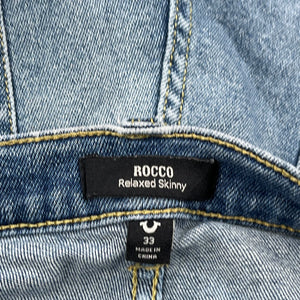 ROCCO
Relaxed Skinny
33
MADE IN
CHINA